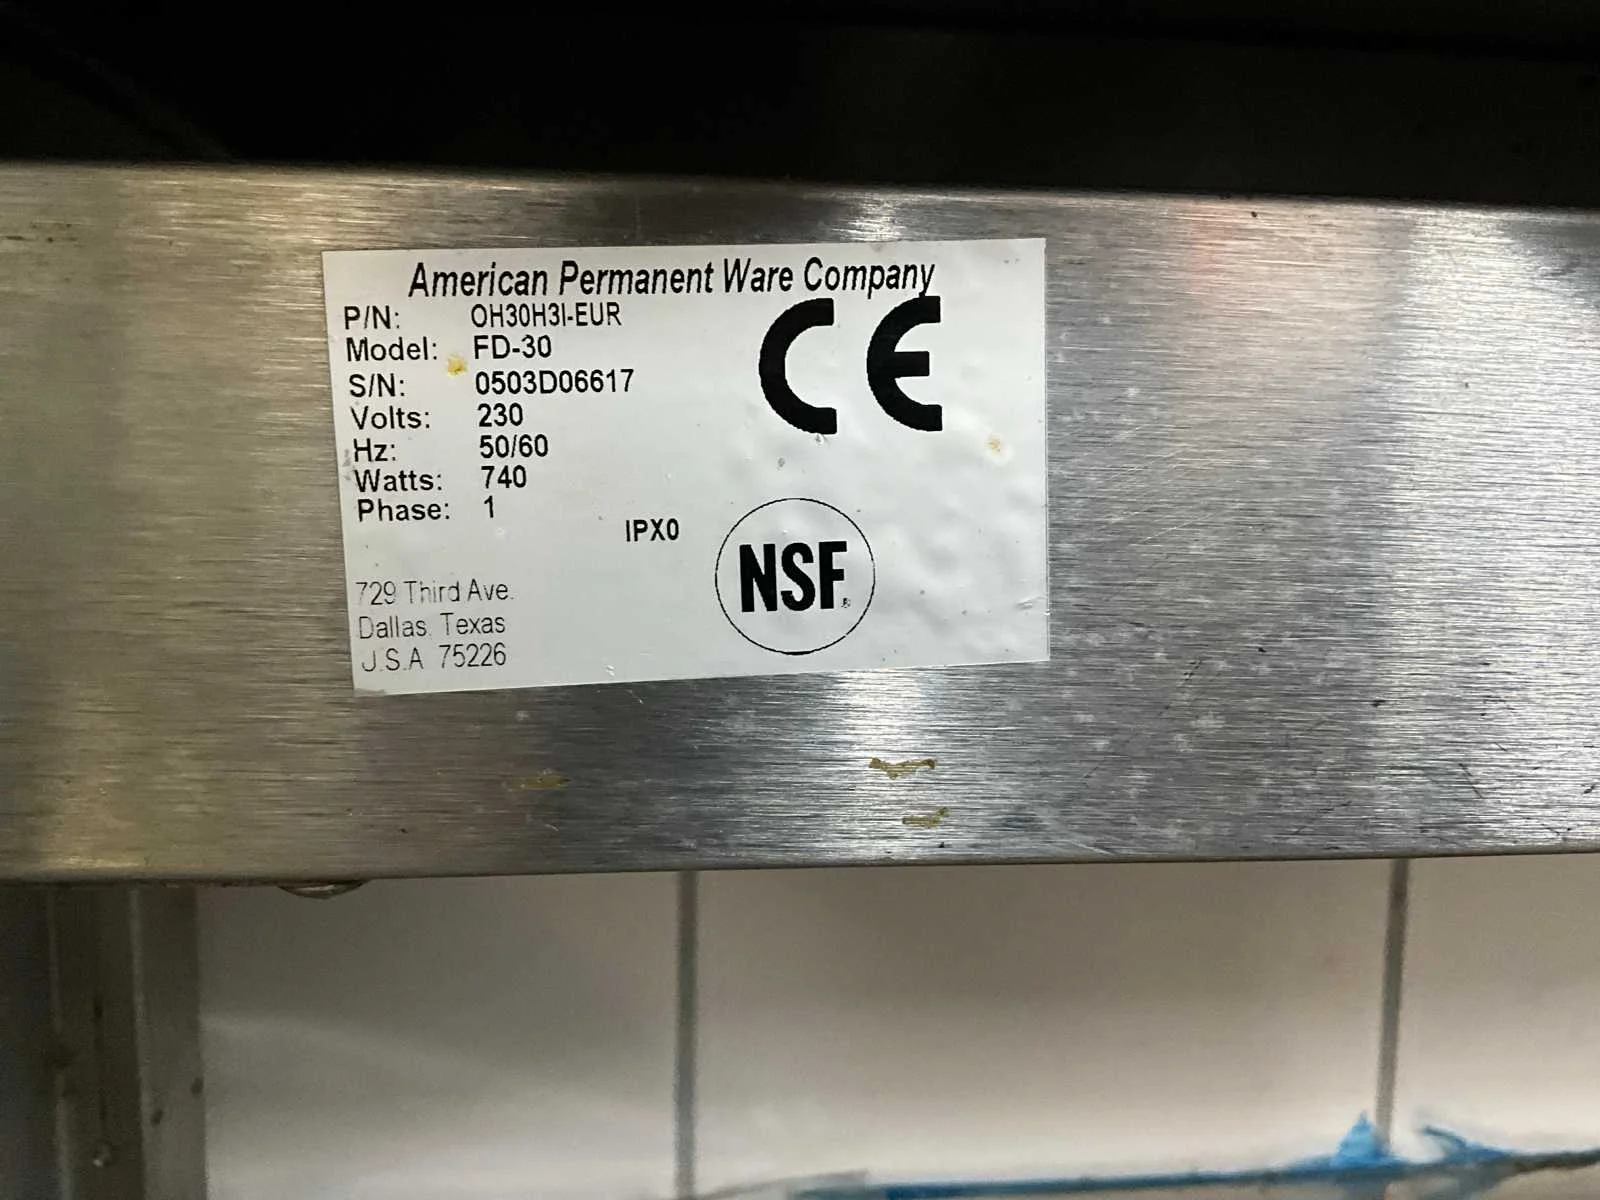 American Permanent Ware Company
P/N: OH30H3I-EUR
Model: FD-30
S/N: 0503D06617
Volts: 230
Hz: 50/60
Watts: 740
Phase: 1
CE
IPX0
NSF®
729 Third Ave.
Dallas, Texas
U.S.A 75226